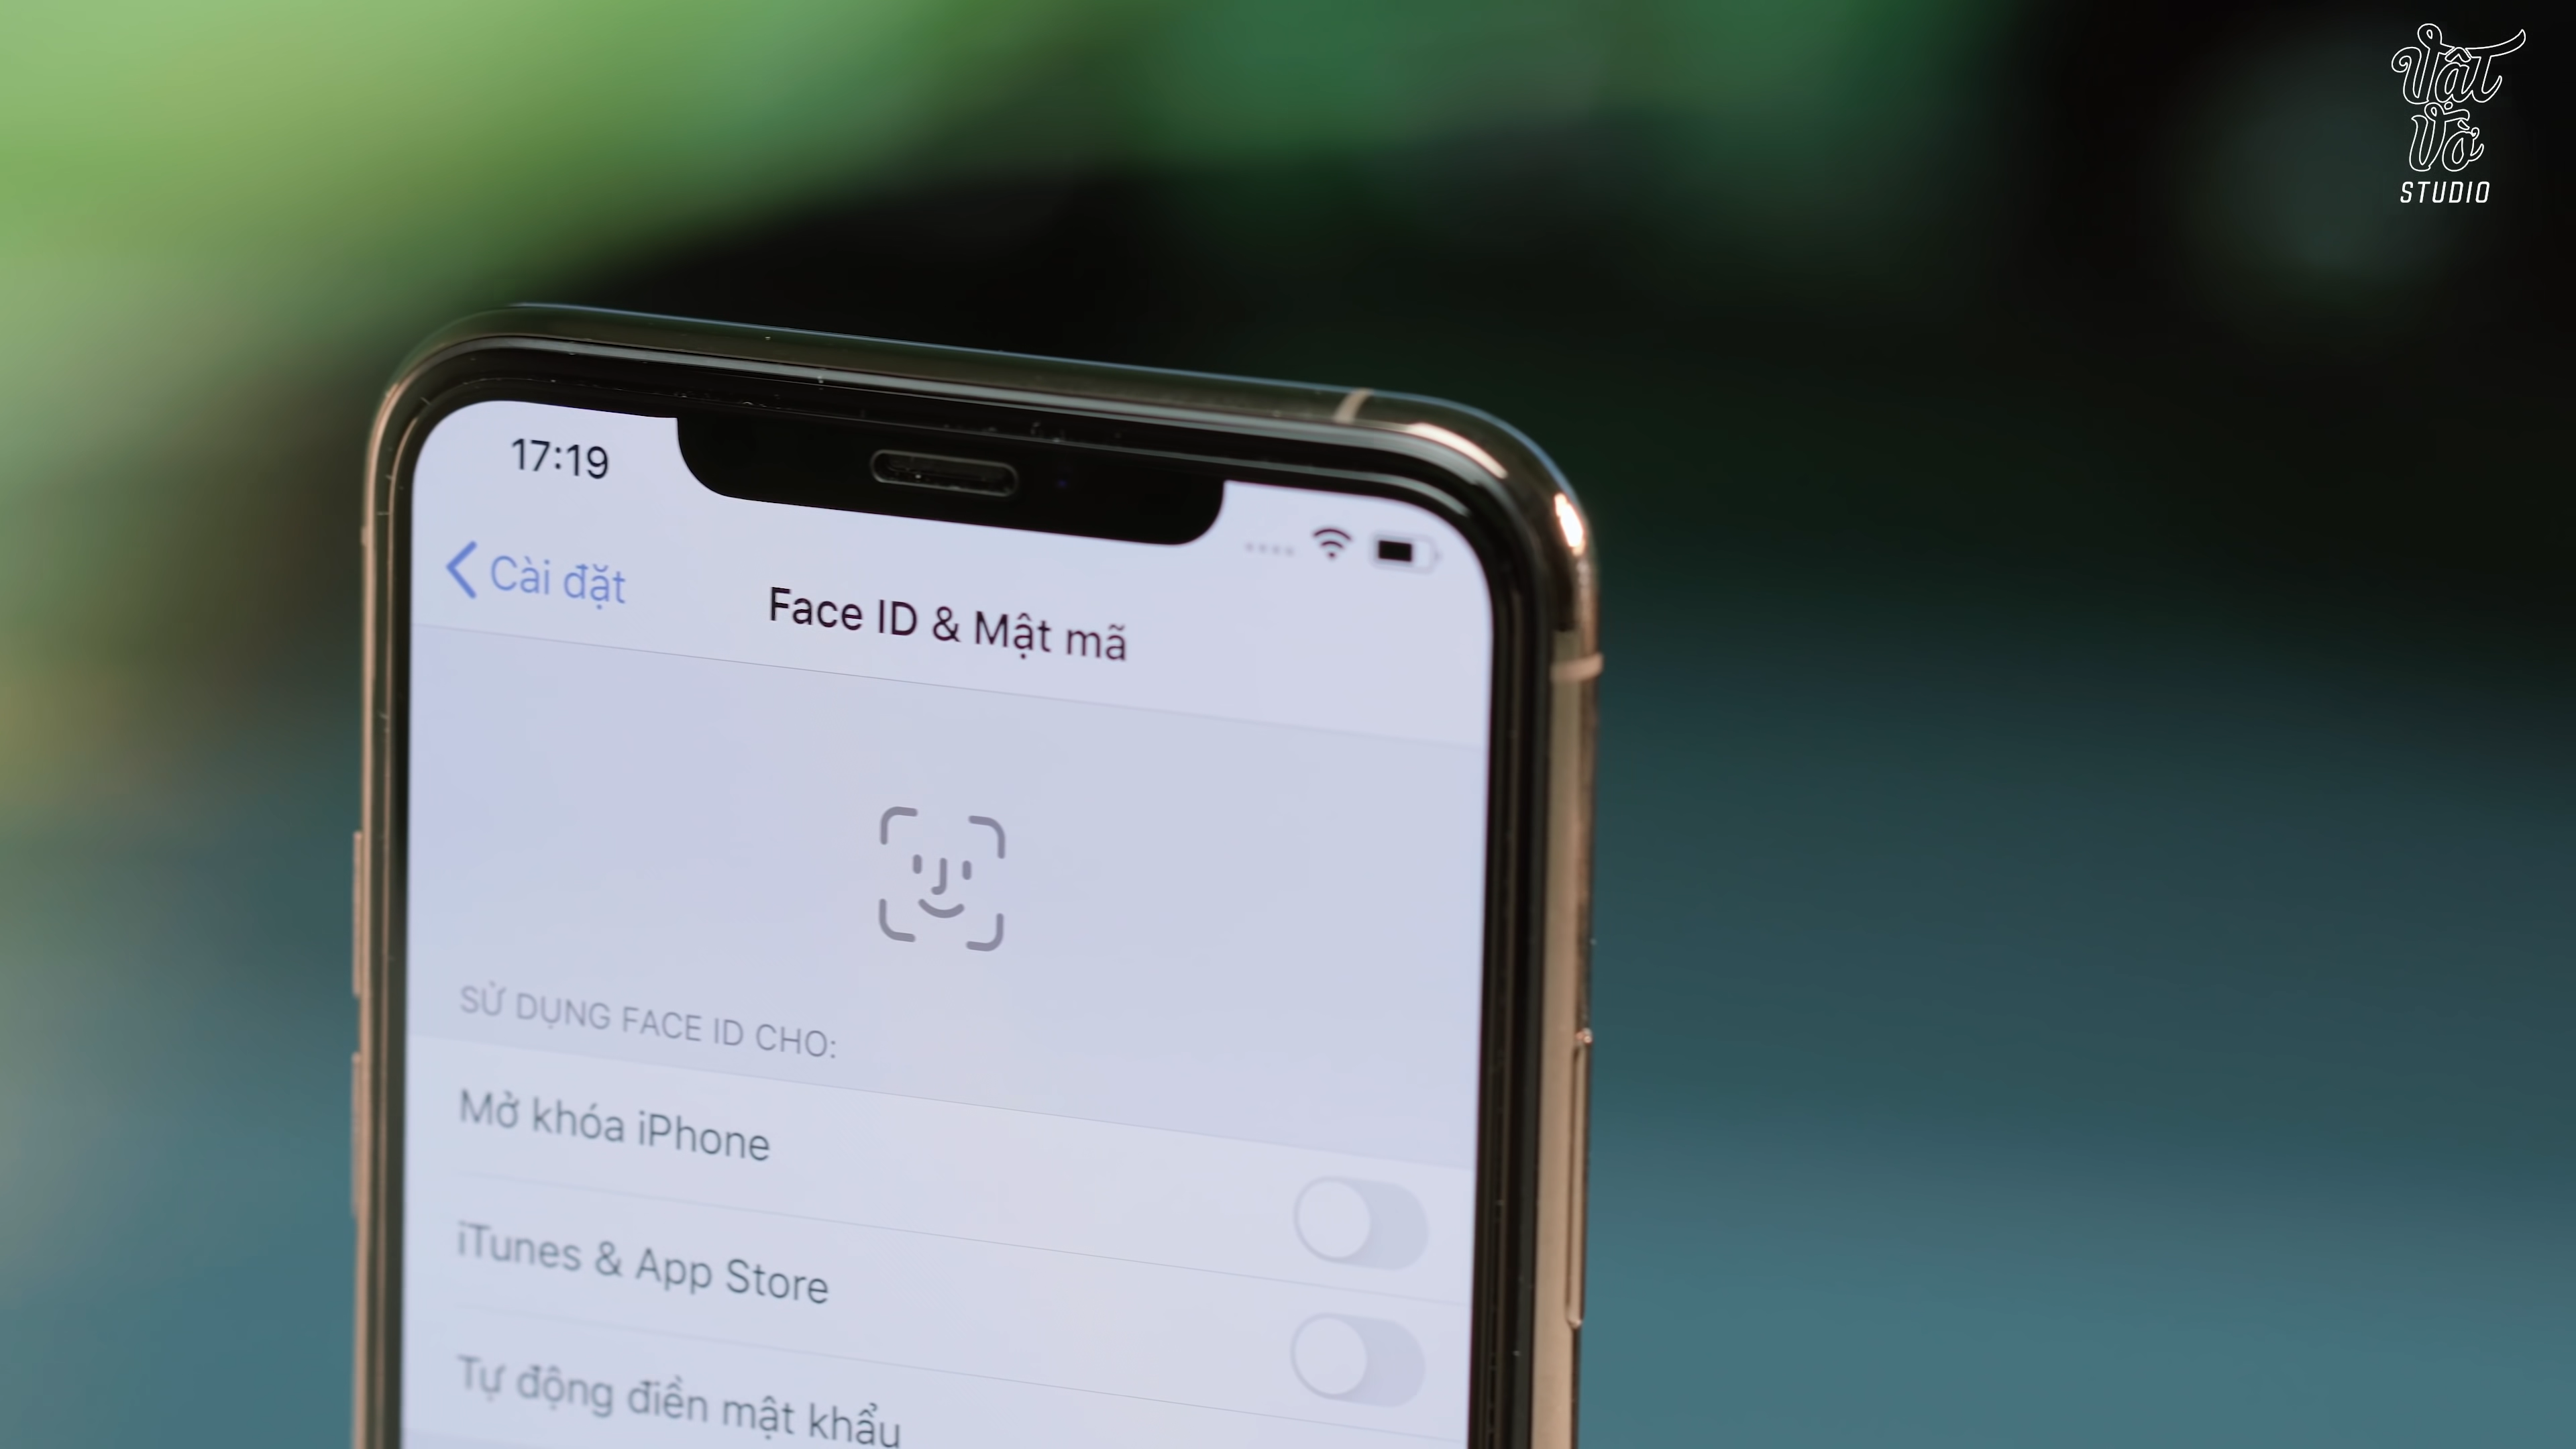 Vật
Vờ
STUDIO
17:19
Cài đặt
Face ID & Mật mã
SỬ DỤNG FACE ID CHO:
Mở khóa iPhone
iTunes & App Store
Tự động điền mật khẩu